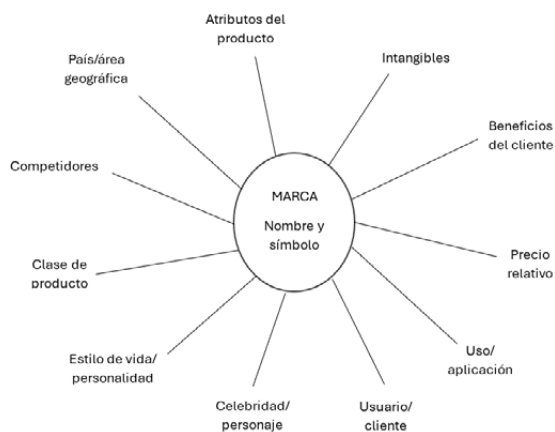 Atributos del
producto
Intangibles
Beneficios
del cliente
Precio
relativo
Uso/
aplicación
Usuario/
cliente
Celebridad/
personaje
Estilo de vida/
personalidad
Clase de
producto
Competidores
País/área
geográfica
MARCA
Nombre y
símbolo